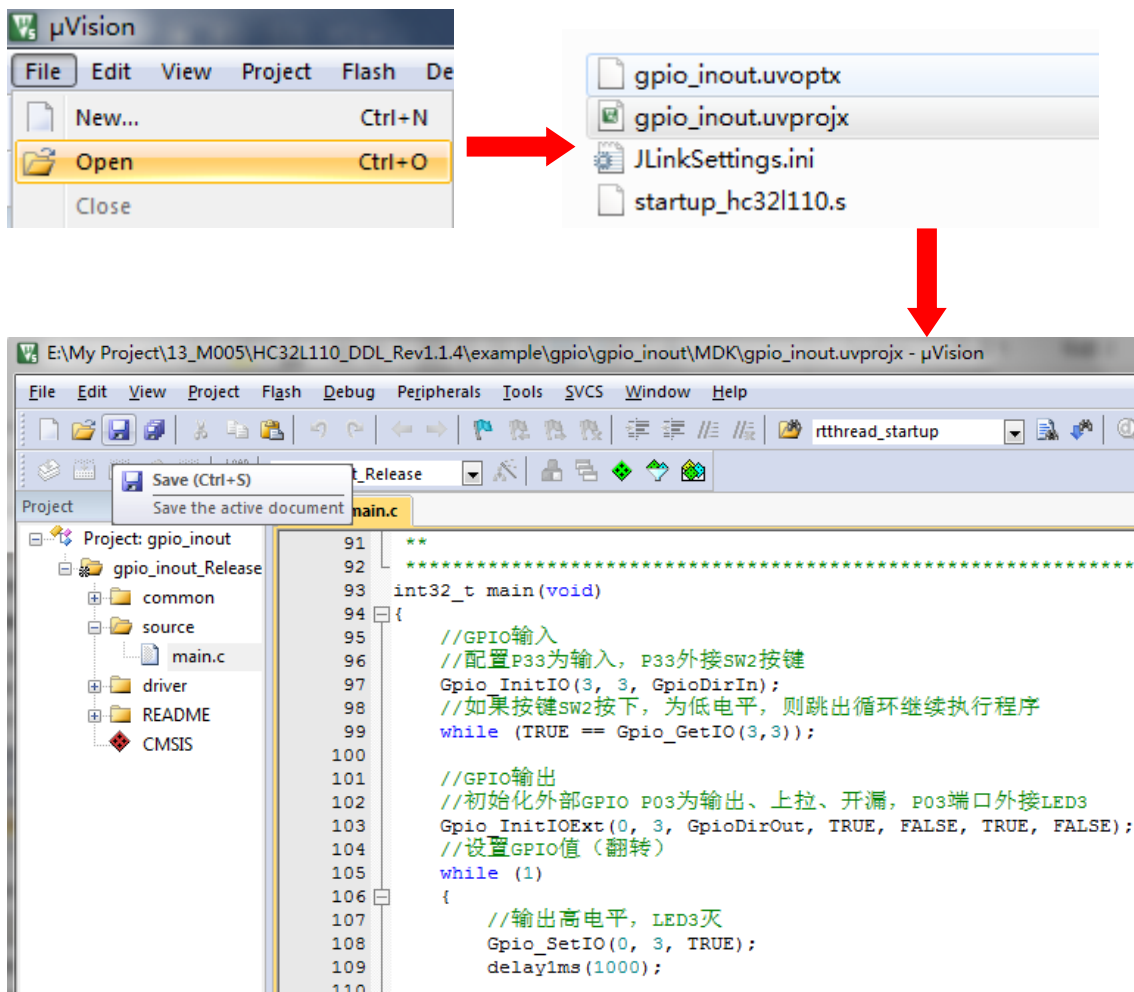 µVision
File Edit View Project Flash De
New... Ctrl+N
Open Ctrl+O
Close
gpio_inout.uvoptx
gpio_inout.uvprojx
JLinkSettings.ini
startup_hc32l110.s
E:\My Project\13_M005\HC32L110_DDL_Rev1.1.4\example\gpio\gpio_inout\MDK\gpio_inout.uvprojx - µVision
File Edit View Project Flash Debug Peripherals Tools SVCS Window Help
rtthread_startup
t_Release
Save (Ctrl+S)
Save the active document
Project
main.c
Project: gpio_inout
gpio_inout_Release
common
source
main.c
driver
README
CMSIS
91 **
92 ******************************************************************
93 int32_t main(void)
94 {
95 //GPIO输入
96 //配置P33为输入，P33外接SW2按键
97 Gpio_InitIO(3, 3, GpioDirIn);
98 //如果按键SW2按下，为低电平，则跳出循环继续执行程序
99 while (TRUE == Gpio_GetIO(3,3));
100
101 //GPIO输出
102 //初始化外部GPIO P03为输出、上拉、开漏，P03端口外接LED3
103 Gpio_InitIOExt(0, 3, GpioDirOut, TRUE, FALSE, TRUE, FALSE);
104 //设置GPIO值（翻转）
105 while (1)
106 {
107 //输出高电平，LED3灭
108 Gpio_SetIO(0, 3, TRUE);
109 delay1ms(1000);
110